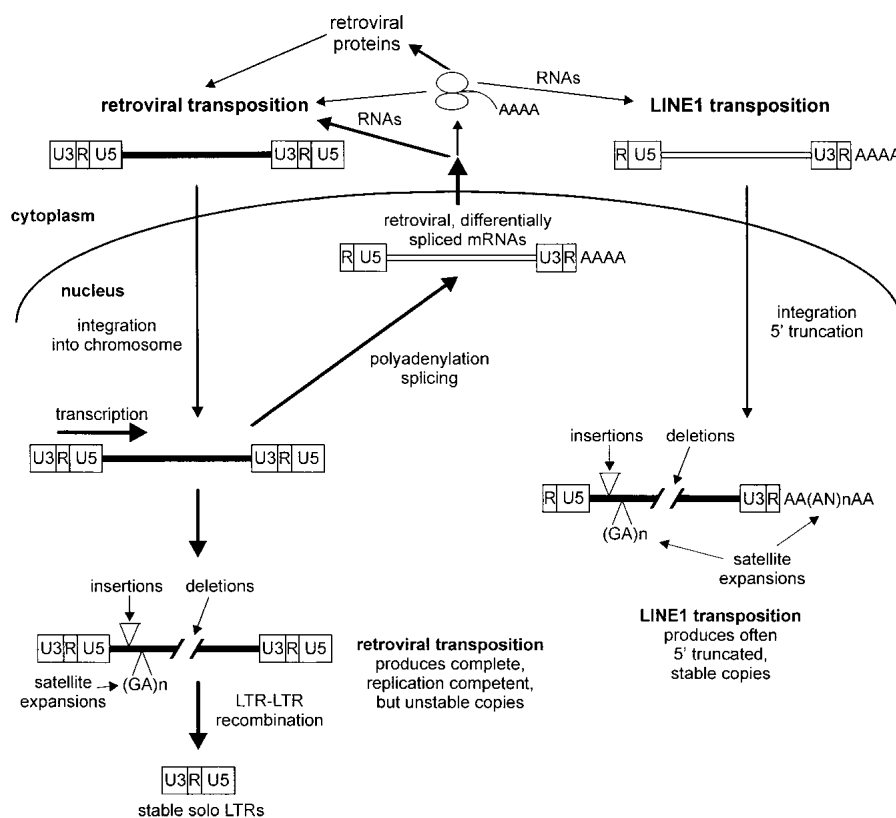 retroviral
proteins
RNAs
retroviral transposition
AAAA
LINE1 transposition
RNAs
U3 R U5
U3 R U5
R U5
U3 R AAAA
cytoplasm
retroviral, differentially
spliced mRNAs
R U5
U3 R AAAA
nucleus
integration
into chromosome
integration
5' truncation
polyadenylation
splicing
transcription
U3 R U5
U3 R U5
insertions
deletions
R U5
U3 R AA(AN)nAA
(GA)n
satellite
expansions
insertions
deletions
U3 R U5
U3 R U5
satellite
expansions
(GA)n
retroviral transposition
produces complete,
replication competent,
but unstable copies
LINE1 transposition
produces often
5' truncated,
stable copies
LTR-LTR
recombination
U3 R U5
stable solo LTRs